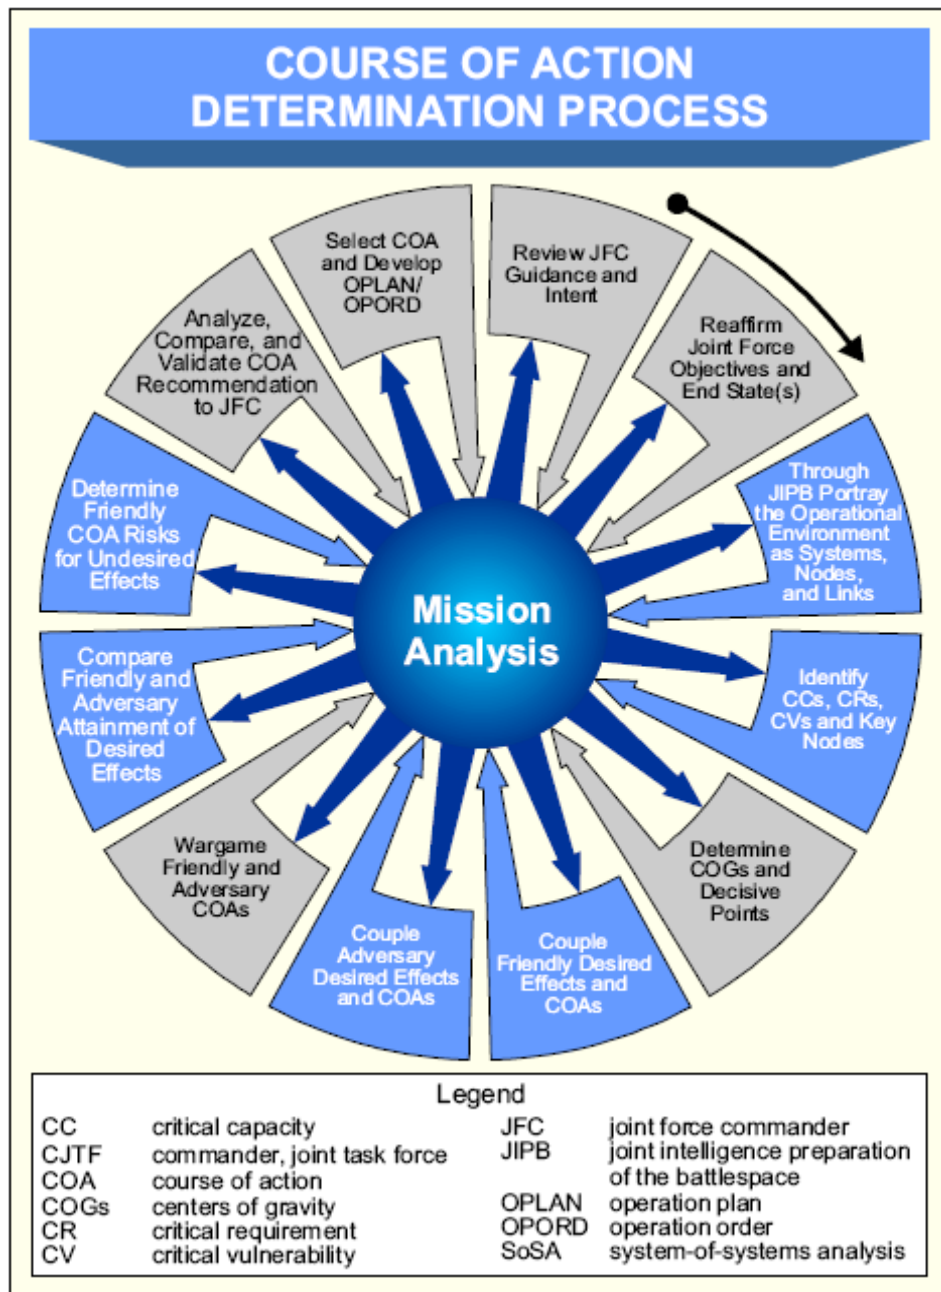 COURSE OF ACTION
DETERMINATION PROCESS
Review JFC
Guidance and
Intent
Reaffirm
Joint Force
Objectives and
End State(s)
Through
JIPB Portray
the Operational
Environment
as Systems,
Nodes,
and Links
Identify
CCs, CRs,
CVs and Key
Nodes
Determine
COGs and
Decisive
Points
Couple
Friendly Desired
Effects and
COAs
Couple
Adversary
Desired Effects
and COAs
Wargame
Friendly and
Adversary
COAs
Compare
Friendly and
Adversary
Attainment of
Desired
Effects
Determine
Friendly
COA Risks
for Undesired
Effects
Analyze,
Compare, and
Validate COA
Recommendation
to JFC
Select COA
and Develop
OPLAN/
OPORD
Mission
Analysis
Legend
CC critical capacity
CJTF commander, joint task force
COA course of action
COGs centers of gravity
CR critical requirement
CV critical vulnerability
JFC joint force commander
JIPB joint intelligence preparation
of the battlespace
OPLAN operation plan
OPORD operation order
SoSA system-of-systems analysis